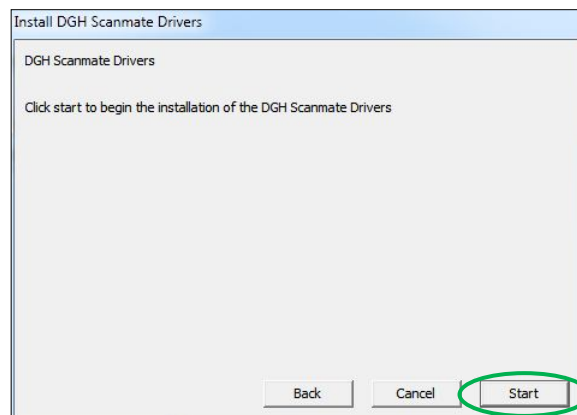 Install DGH Scanmate Drivers
DGH Scanmate Drivers
Click start to begin the installation of the DGH Scanmate Drivers
Back Cancel Start